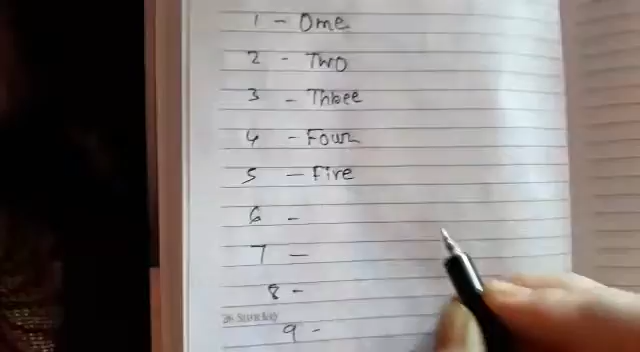 1 - Ome
2 - Two
3 - Thbee
4 - Four
5 - Fire
6 -
7 -
8 -
9 -